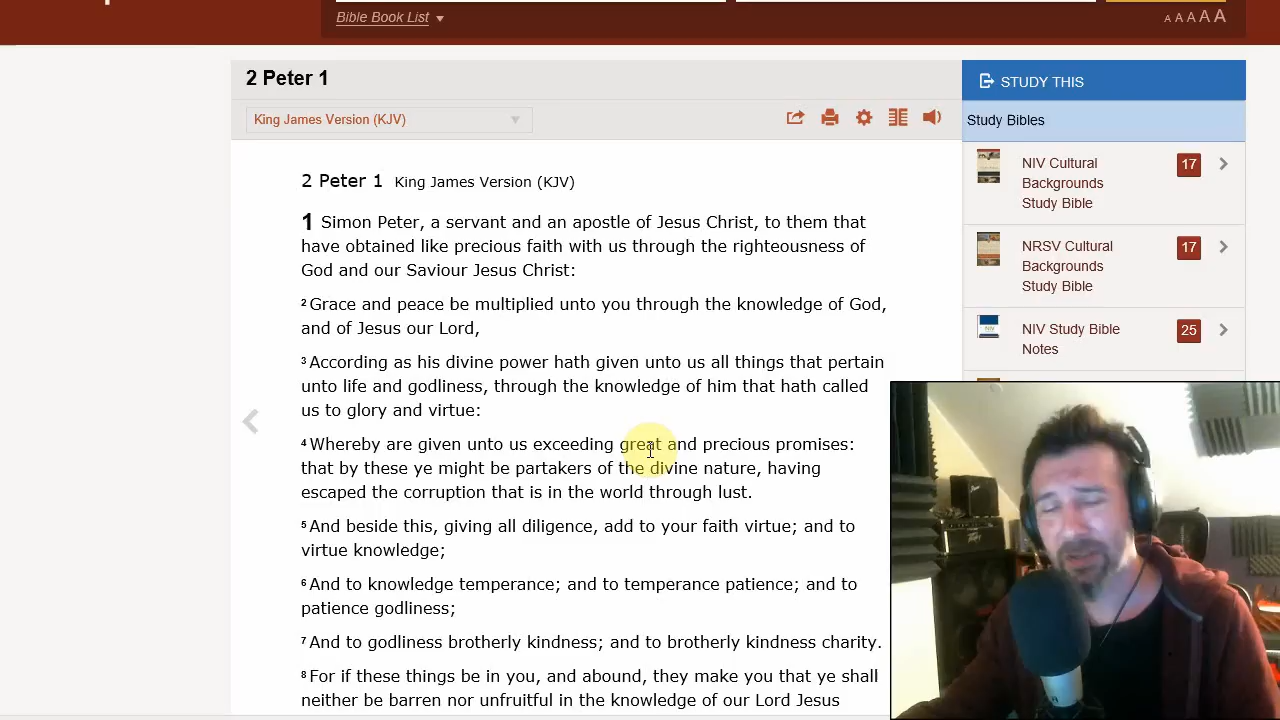 Bible Book List
A A A A A
2 Peter 1
STUDY THIS
King James Version (KJV)
Study Bibles
2 Peter 1 King James Version (KJV)
1 Simon Peter, a servant and an apostle of Jesus Christ, to them that
have obtained like precious faith with us through the righteousness of
God and our Saviour Jesus Christ:
2 Grace and peace be multiplied unto you through the knowledge of God,
and of Jesus our Lord,
3 According as his divine power hath given unto us all things that pertain
unto life and godliness, through the knowledge of him that hath called
us to glory and virtue:
4 Whereby are given unto us exceeding great and precious promises:
that by these ye might be partakers of the divine nature, having
escaped the corruption that is in the world through lust.
5 And beside this, giving all diligence, add to your faith virtue; and to
virtue knowledge;
6 And to knowledge temperance; and to temperance patience; and to
patience godliness;
7 And to godliness brotherly kindness; and to brotherly kindness charity.
8 For if these things be in you, and abound, they make you that ye shall
neither be barren nor unfruitful in the knowledge of our Lord Jesus
NIV Cultural 17
Backgrounds
Study Bible
NRSV Cultural 17
Backgrounds
Study Bible
NIV Study Bible 25
Notes